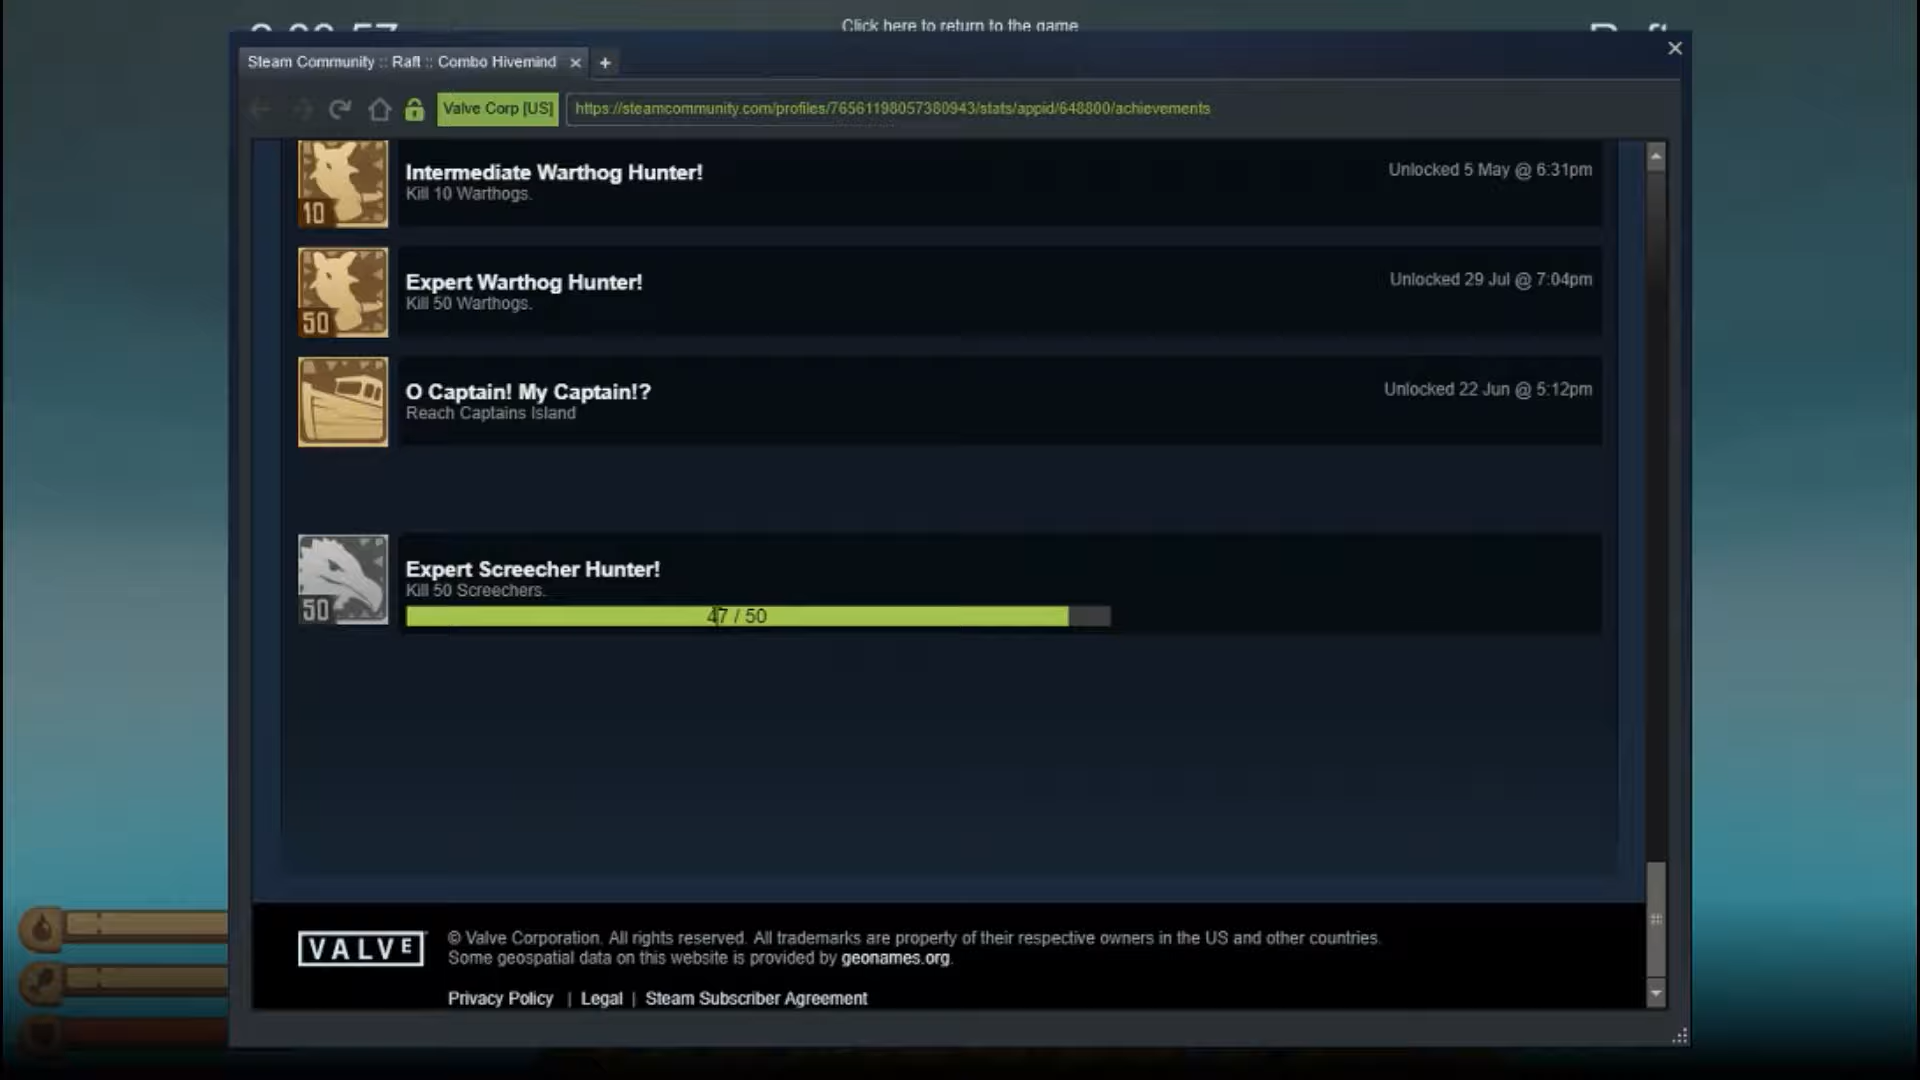 Click here to return to the game
Steam Community :: Raft :: Combo Hivemind
Valve Corp [US]
https://steamcommunity.com/profiles/76561198057380943/stats/appid/648800/achievements
Intermediate Warthog Hunter!
Unlocked 5 May @ 6:31pm
Kill 10 Warthogs.
10
Expert Warthog Hunter!
Unlocked 29 Jul @ 7:04pm
Kill 50 Warthogs.
50
O Captain! My Captain!?
Unlocked 22 Jun @ 5:12pm
Reach Captains Island
Expert Screecher Hunter!
Kill 50 Screechers.
50
47 / 50
VALVE
© Valve Corporation. All rights reserved. All trademarks are property of their respective owners in the US and other countries.
Some geospatial data on this website is provided by geonames.org.
Privacy Policy | Legal | Steam Subscriber Agreement